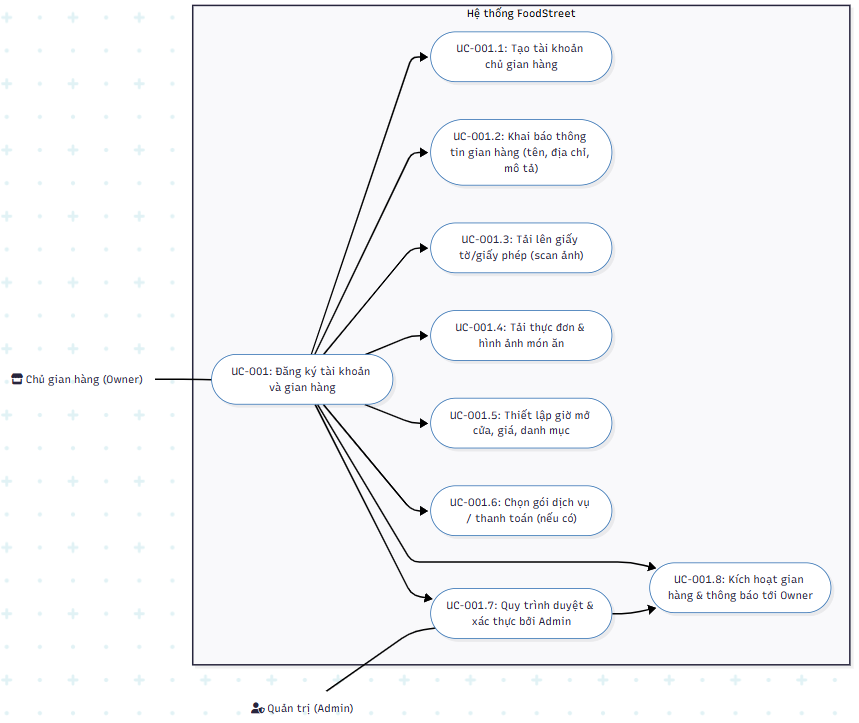 Hệ thống FoodStreet
UC-001.1: Tạo tài khoản
chủ gian hàng
UC-001.2: Khai báo thông
tin gian hàng (tên, địa chỉ,
mô tả)
UC-001.3: Tải lên giấy
tờ/giấy phép (scan ảnh)
UC-001.4: Tải thực đơn &
hình ảnh món ăn
Chủ gian hàng (Owner)
UC-001: Đăng ký tài khoản
và gian hàng
UC-001.5: Thiết lập giờ mở
cửa, giá, danh mục
UC-001.6: Chọn gói dịch vụ
/ thanh toán (nếu có)
UC-001.8: Kích hoạt gian
hàng & thông báo tới Owner
UC-001.7: Quy trình duyệt &
xác thực bởi Admin
Quản trị (Admin)